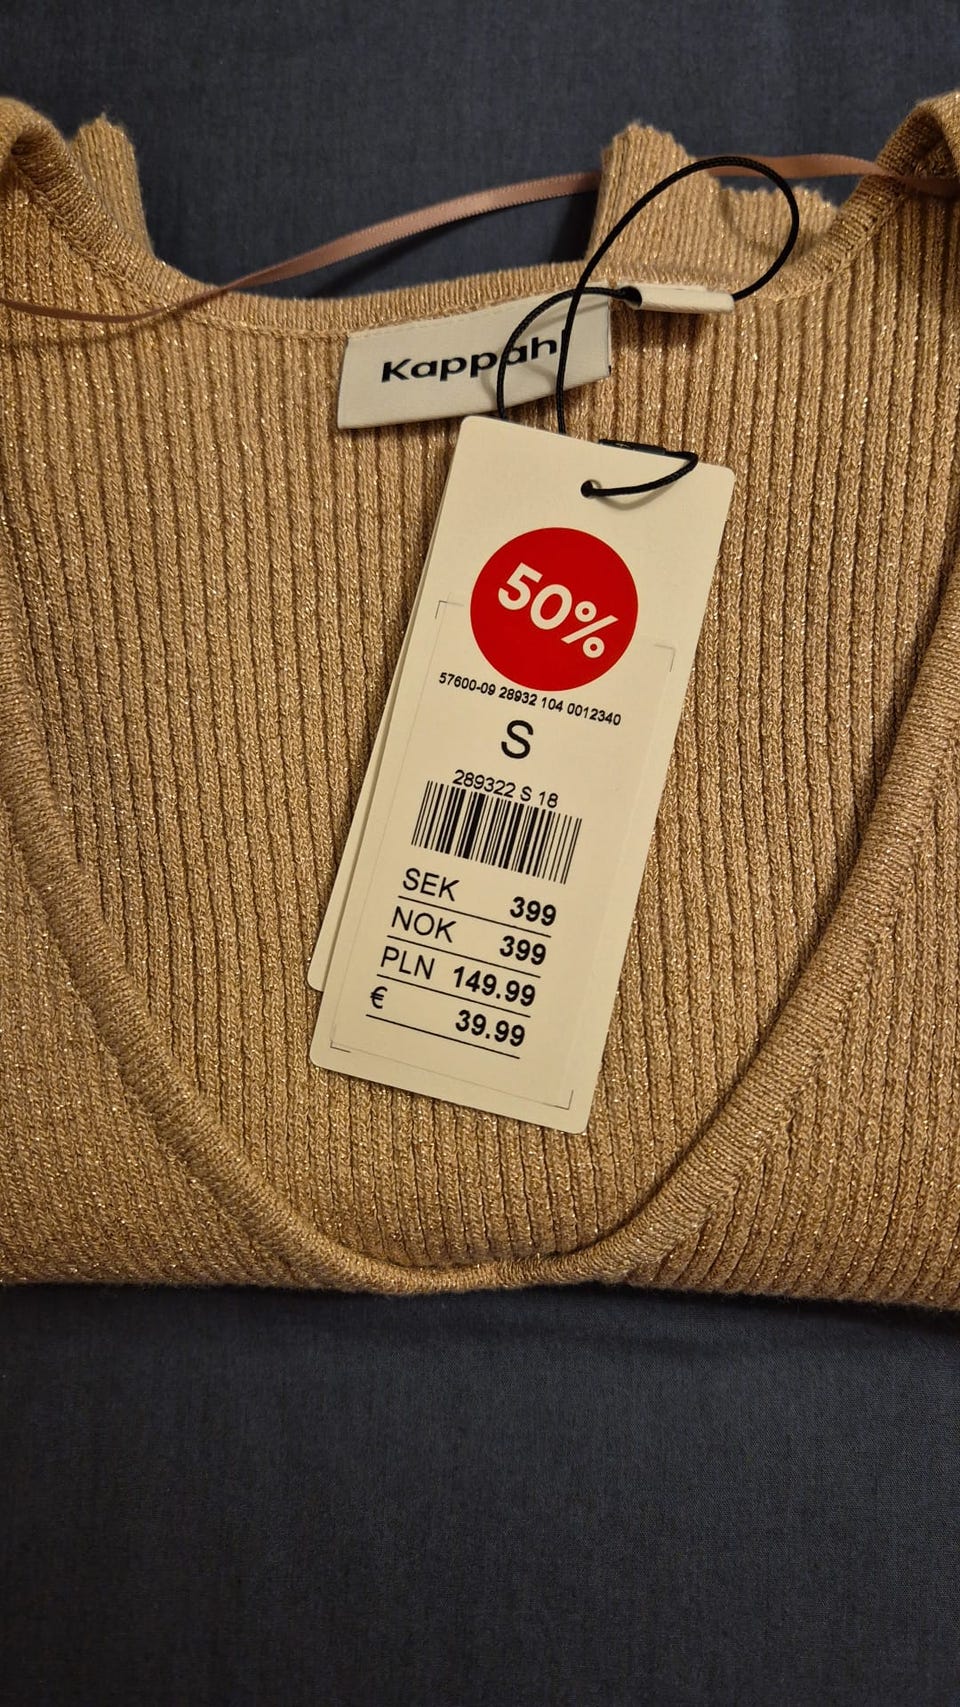 Kappahl
50%
57600-09 28932 104 0012340
S
289322 S 18
SEK 399
NOK 399
PLN 149.99
€ 39.99